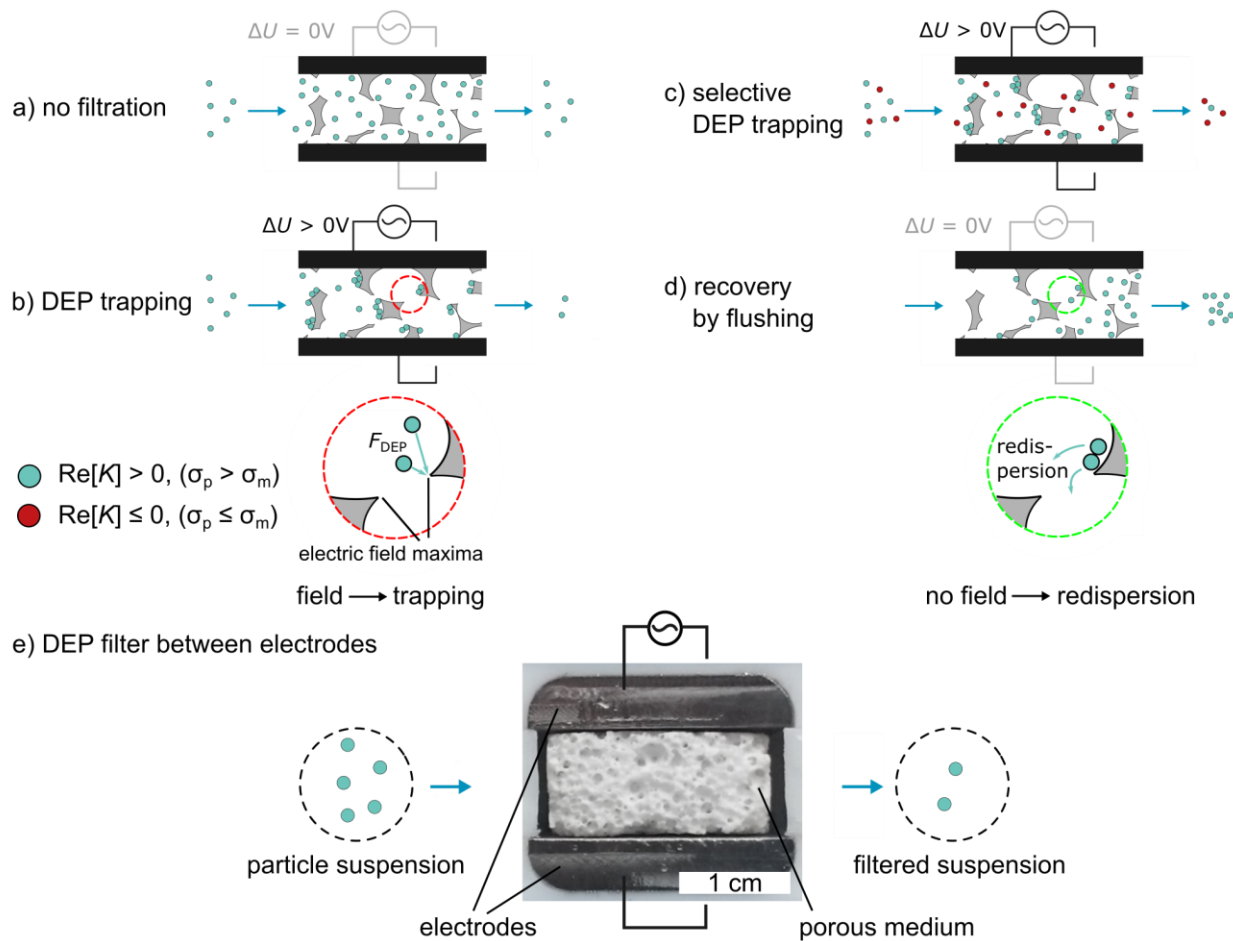 ΔU = 0V
a) no filtration
ΔU > 0V
c) selective
DEP trapping
ΔU > 0V
b) DEP trapping
ΔU = 0V
d) recovery
by flushing
F_DEP
Re[K] > 0, (σₚ > σₘ)
Re[K] ≤ 0, (σₚ ≤ σₘ)
electric field maxima
field → trapping
redis-
persion
no field → redispersion
e) DEP filter between electrodes
particle suspension
filtered suspension
1 cm
electrodes
porous medium